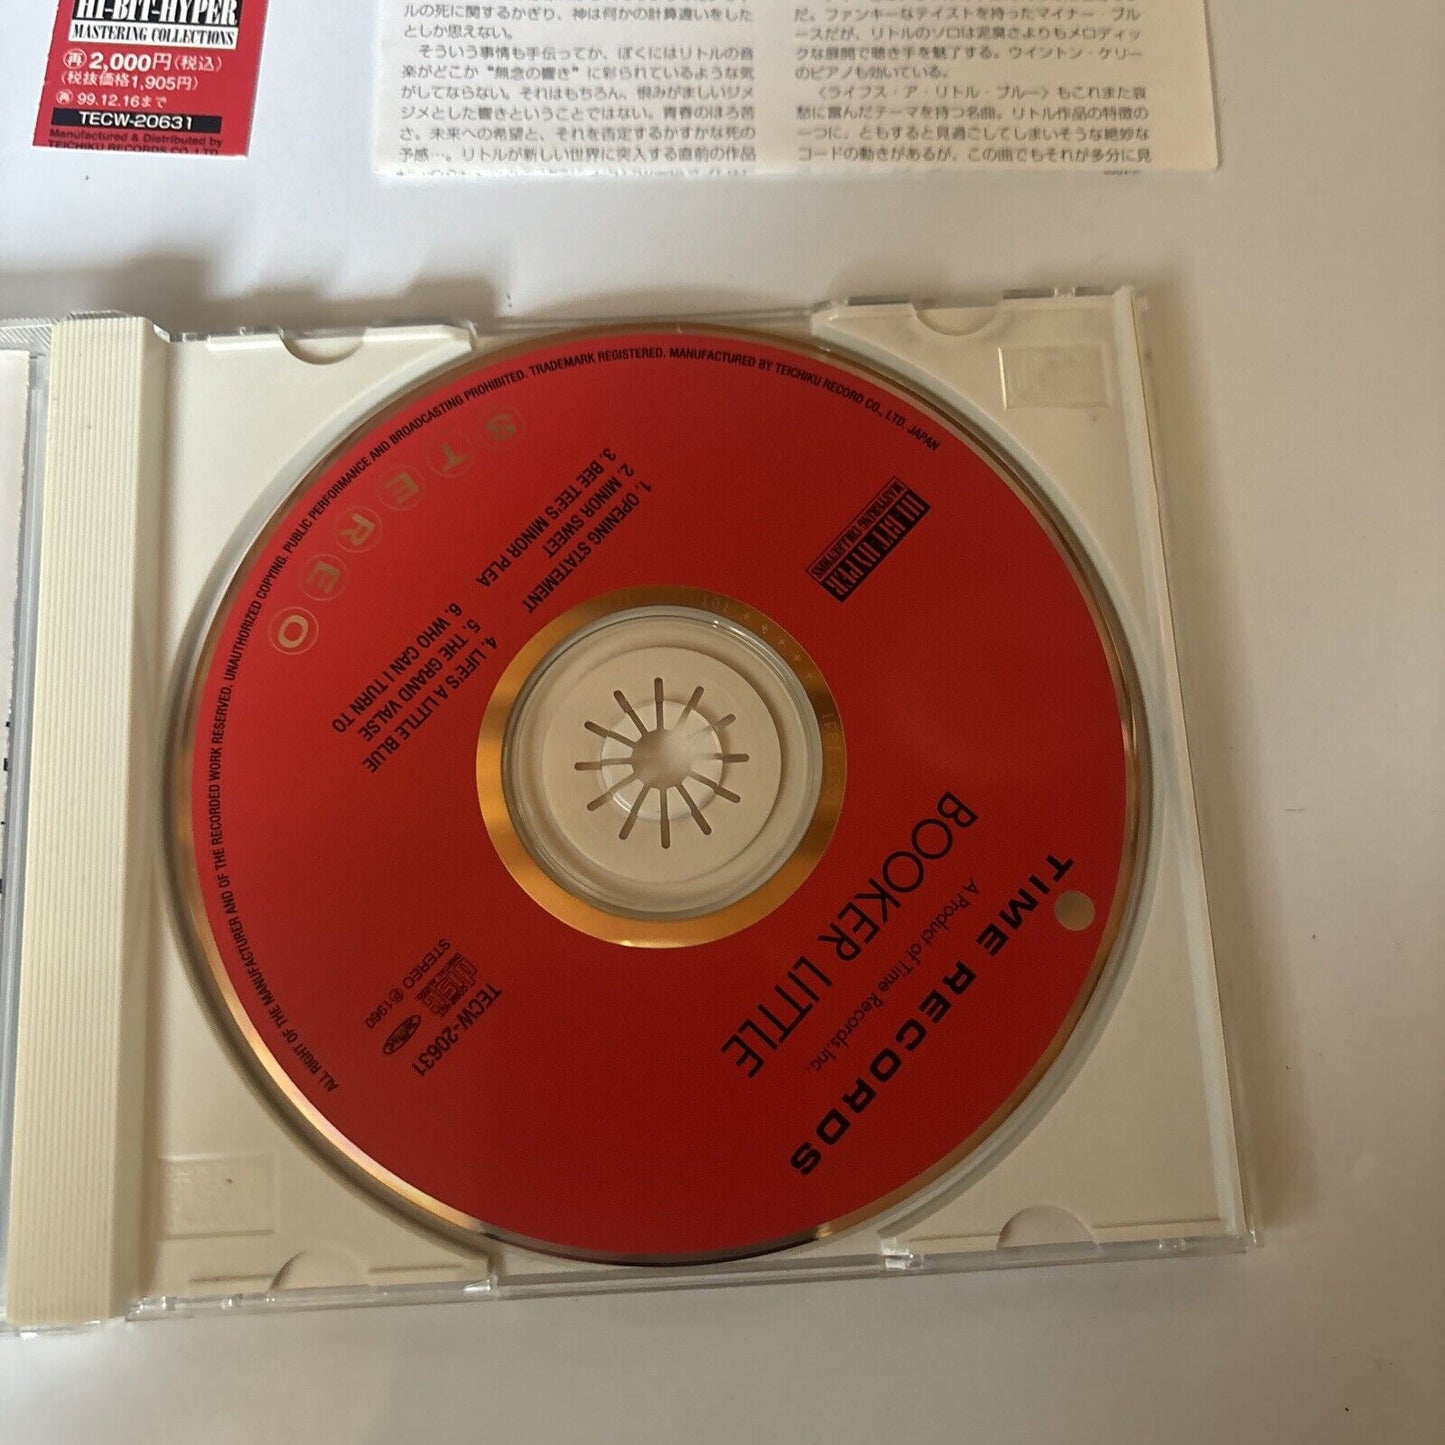 HI-BIT-HYPER
MASTERING COLLECTIONS
再 2,000円(税込)
(税抜価格1,905円)
再 99.12.16まで
TECW-20631
Manufactured & Distributed by
TEICHIKU RECORDS CO., LTD.
ルの死に関するかぎり、神は何かの計算違いをした
としか思えない。
そういう事情も手伝ってか、ぼくにはリトルの音
楽がどこか“無念の響き”に彩られているような気
がしてならない。それはもちろん、恨みがましいジメ
ジメとした響きということではない。青春のほろ苦
さ、未来への希望と、それを否定するかすかな死の
予感…。リトルが新しい世界に突入する直前の作品
だ。ファンキーなテイストを持ったマイナー・ブル
ースだが、リトルのソロは泥臭さよりもメロディッ
クな展開で聴き手を魅了する。ウイントン・ケリー
のピアノも効いている。
〈ライフス・ア・リトル・ブルー〉もこれまた哀
愁に富んだテーマを持つ名曲。リトル作品の特徴の
一つに、ともすると見過ごしてしまいそうな絶妙な
コードの動きがあるが、この曲でもそれが多分に見
TIME RECORDS
A Product of Time Records, Inc.
BOOKER LITTLE
HI-BIT-HYPER
MASTERING COLLECTIONS
TECW-20631
COMPACT
disc
DIGITAL AUDIO
STEREO ℗1960
1. OPENING STATEMENT
2. MINOR SWEET
3. BEE TEE'S MINOR PLEA
4. LIFE'S A LITTLE BLUE
5. THE GRAND VALSE
6. WHO CAN I TURN TO
STEREO
ALL RIGHT OF THE MANUFACTURER AND OF THE RECORDED WORK RESERVED. UNAUTHORIZED COPYING. PUBLIC PERFORMANCE AND BROADCASTING PROHIBITED. TRADEMARK REGISTERED. MANUFACTURED BY TEICHIKU RECORD CO., LTD. JAPAN